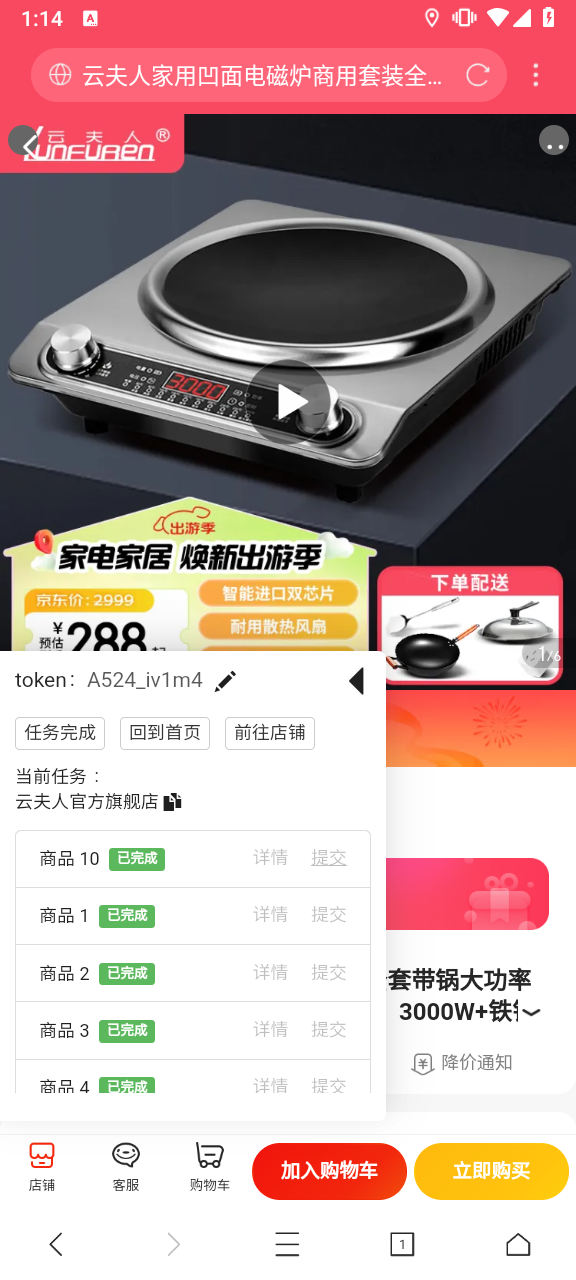 1:14
云夫人家用凹面电磁炉商用套装全...
云夫人®
YUNFUREN
3000
出游季
家电家居 焕新出游季
京东价:2999
智能进口双芯片
耐用散热风扇
预估
¥288起
下单配送
1/6
token: A524_iv1m4
任务完成 回到首页 前往店铺
当前任务：
云夫人官方旗舰店
商品 10 已完成 详情 提交
商品 1 已完成 详情 提交
商品 2 已完成 详情 提交
商品 3 已完成 详情 提交
商品 4 已完成 详情 提交
套带锅大功率
3000W+铁
降价通知
店铺 客服 购物车 加入购物车 立即购买
1